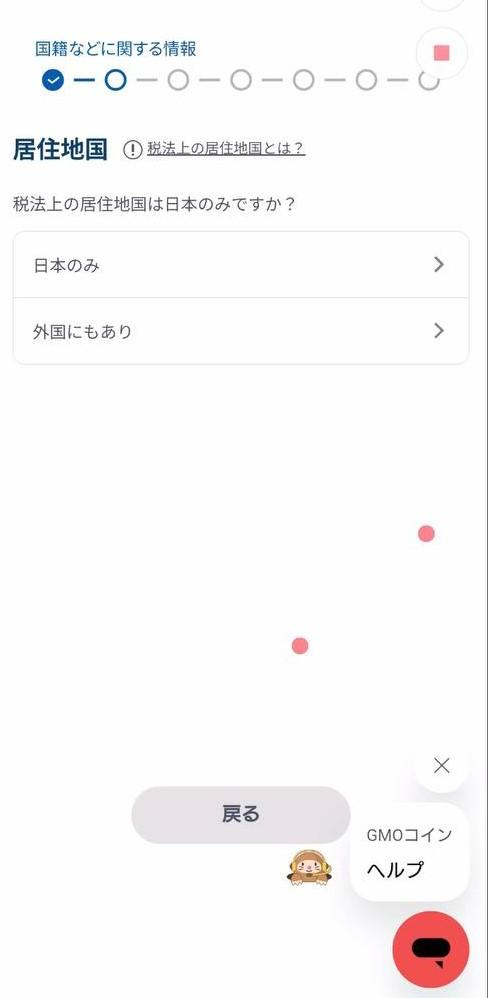 国籍などに関する情報
居住地国
税法上の居住地国とは?
税法上の居住地国は日本のみですか?
日本のみ
外国にもあり
戻る
GMOコイン
ヘルプ